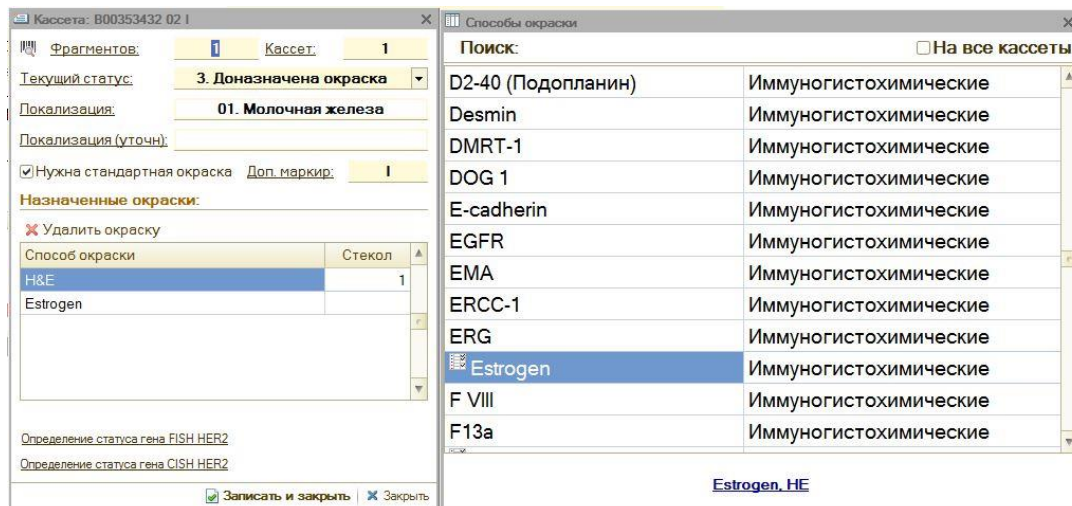 Кассета: B00353432 02 I
Фрагментов: 1 Кассет: 1
Текущий статус: 3. Доназначена окраска
Локализация: 01. Молочная железа
Локализация (уточн):
Нужна стандартная окраска Доп. маркир: I
Назначенные окраски:
Удалить окраску
Способ окраски Стекол
H&E 1
Estrogen
Определение статуса гена FISH HER2
Определение статуса гена CISH HER2
Записать и закрыть Закрыть
Способы окраски
Поиск: На все кассеты
D2-40 (Подопланин) Иммуногистохимические
Desmin Иммуногистохимические
DMRT-1 Иммуногистохимические
DOG 1 Иммуногистохимические
E-cadherin Иммуногистохимические
EGFR Иммуногистохимические
EMA Иммуногистохимические
ERCC-1 Иммуногистохимические
ERG Иммуногистохимические
Estrogen Иммуногистохимические
F VIII Иммуногистохимические
F13a Иммуногистохимические
Estrogen, HE